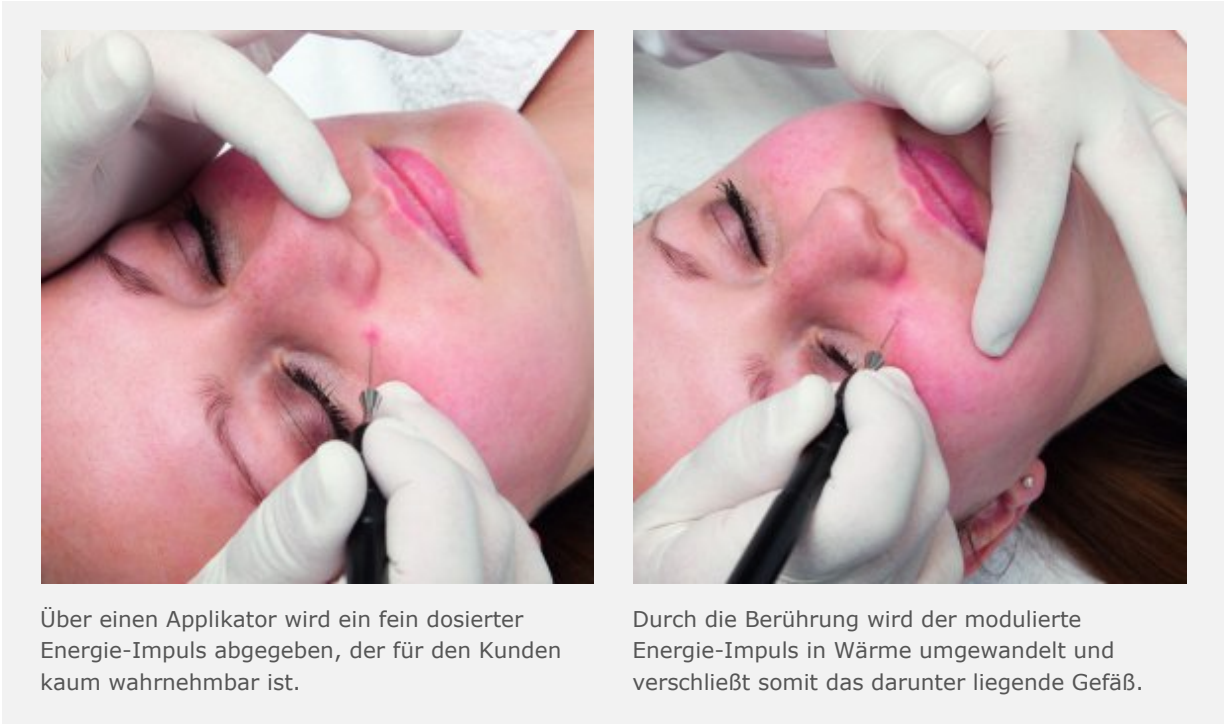 Über einen Applikator wird ein fein dosierter
Energie-Impuls abgegeben, der für den Kunden
kaum wahrnehmbar ist.
Durch die Berührung wird der modulierte
Energie-Impuls in Wärme umgewandelt und
verschließt somit das darunter liegende Gefäß.